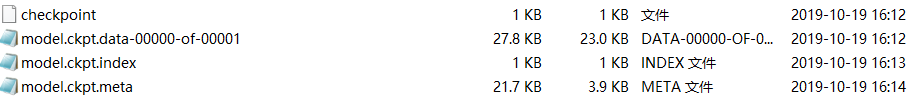 checkpoint 1 KB 1 KB 文件 2019-10-19 16:12
model.ckpt.data-00000-of-00001 27.8 KB 23.0 KB DATA-00000-OF-0... 2019-10-19 16:12
model.ckpt.index 1 KB 1 KB INDEX 文件 2019-10-19 16:13
model.ckpt.meta 21.7 KB 3.9 KB META 文件 2019-10-19 16:14